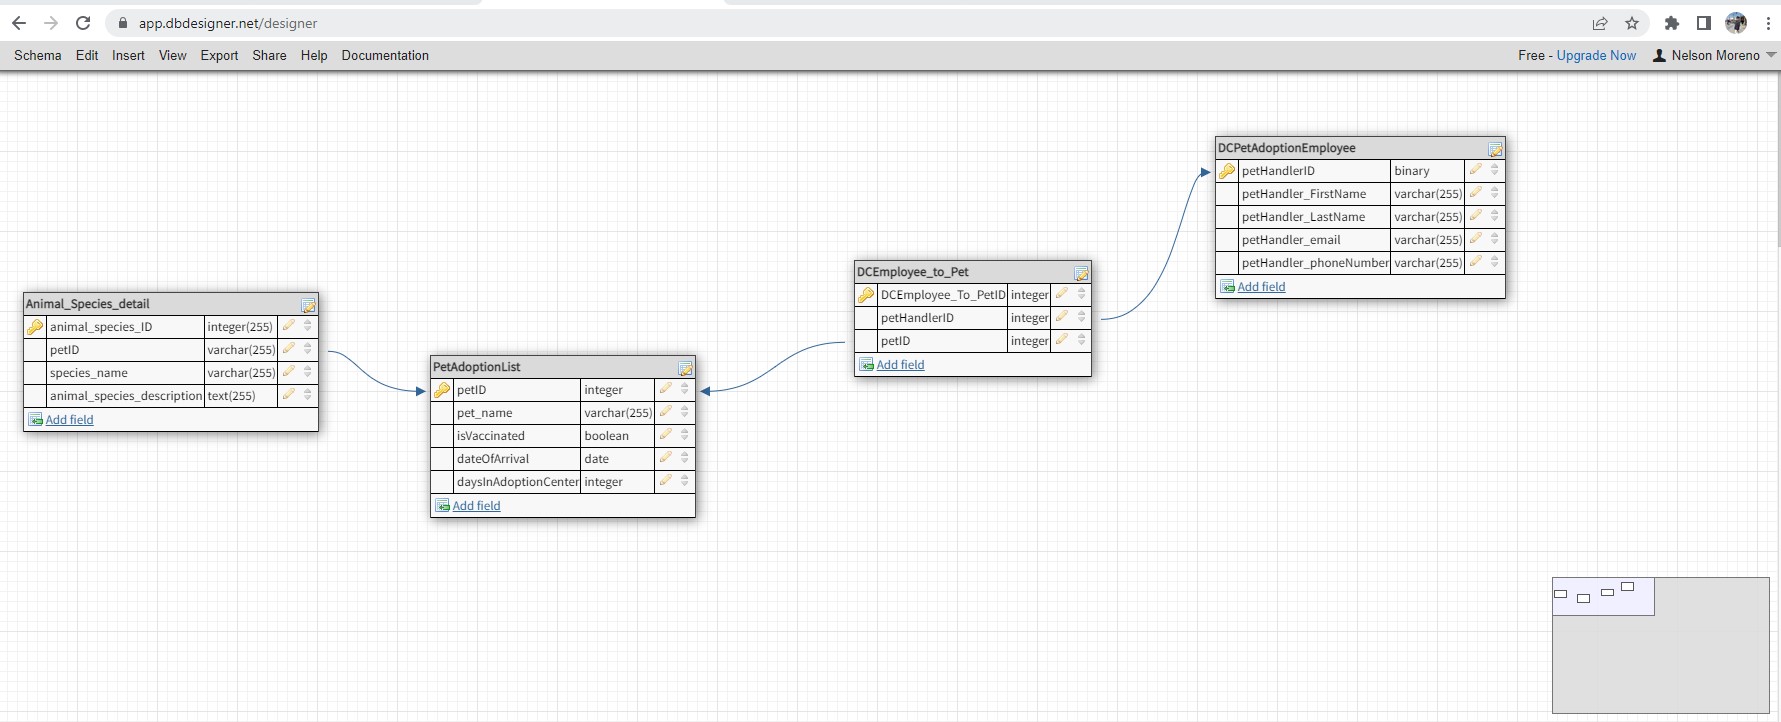 app.dbdesigner.net/designer
Schema Edit Insert View Export Share Help Documentation Free - Upgrade Now Nelson Moreno
DCPetAdoptionEmployee
petHandlerID binary
petHandler_FirstName varchar(255)
petHandler_LastName varchar(255)
petHandler_email varchar(255)
petHandler_phoneNumber varchar(255)
Add field
DCEmployee_to_Pet
DCEmployee_To_PetID integer
petHandlerID integer
petID integer
Add field
Animal_Species_detail
animal_species_ID integer(255)
petID varchar(255)
species_name varchar(255)
animal_species_description text(255)
Add field
PetAdoptionList
petID integer
pet_name varchar(255)
isVaccinated boolean
dateOfArrival date
daysInAdoptionCenter integer
Add field